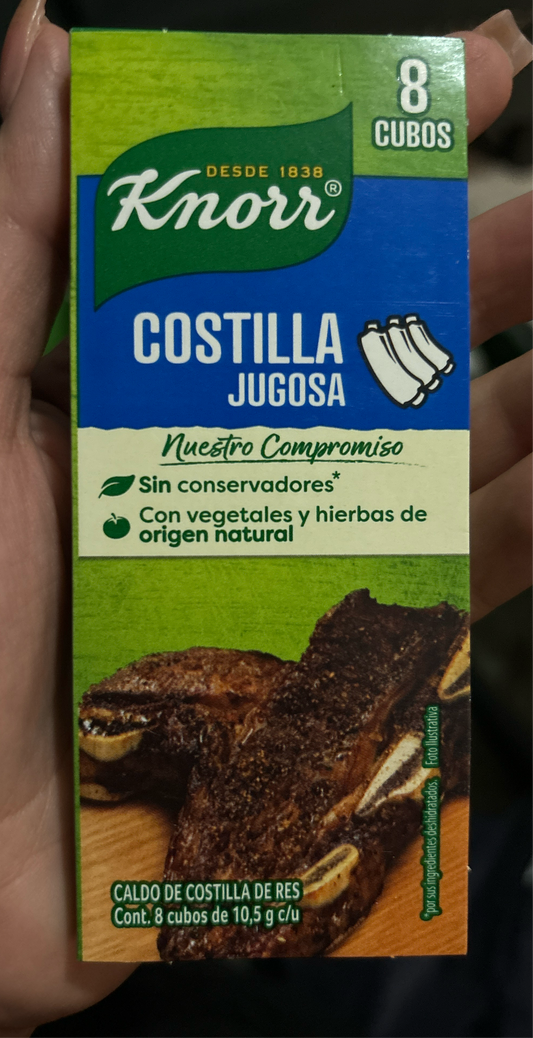 8
CUBOS
DESDE 1838
Knorr®
COSTILLA
JUGOSA
Nuestro Compromiso
Sin conservadores*
Con vegetales y hierbas de
origen natural
*por sus ingredientes deshidratados. Foto Ilustrativa
CALDO DE COSTILLA DE RES
Cont. 8 cubos de 10,5 g c/u